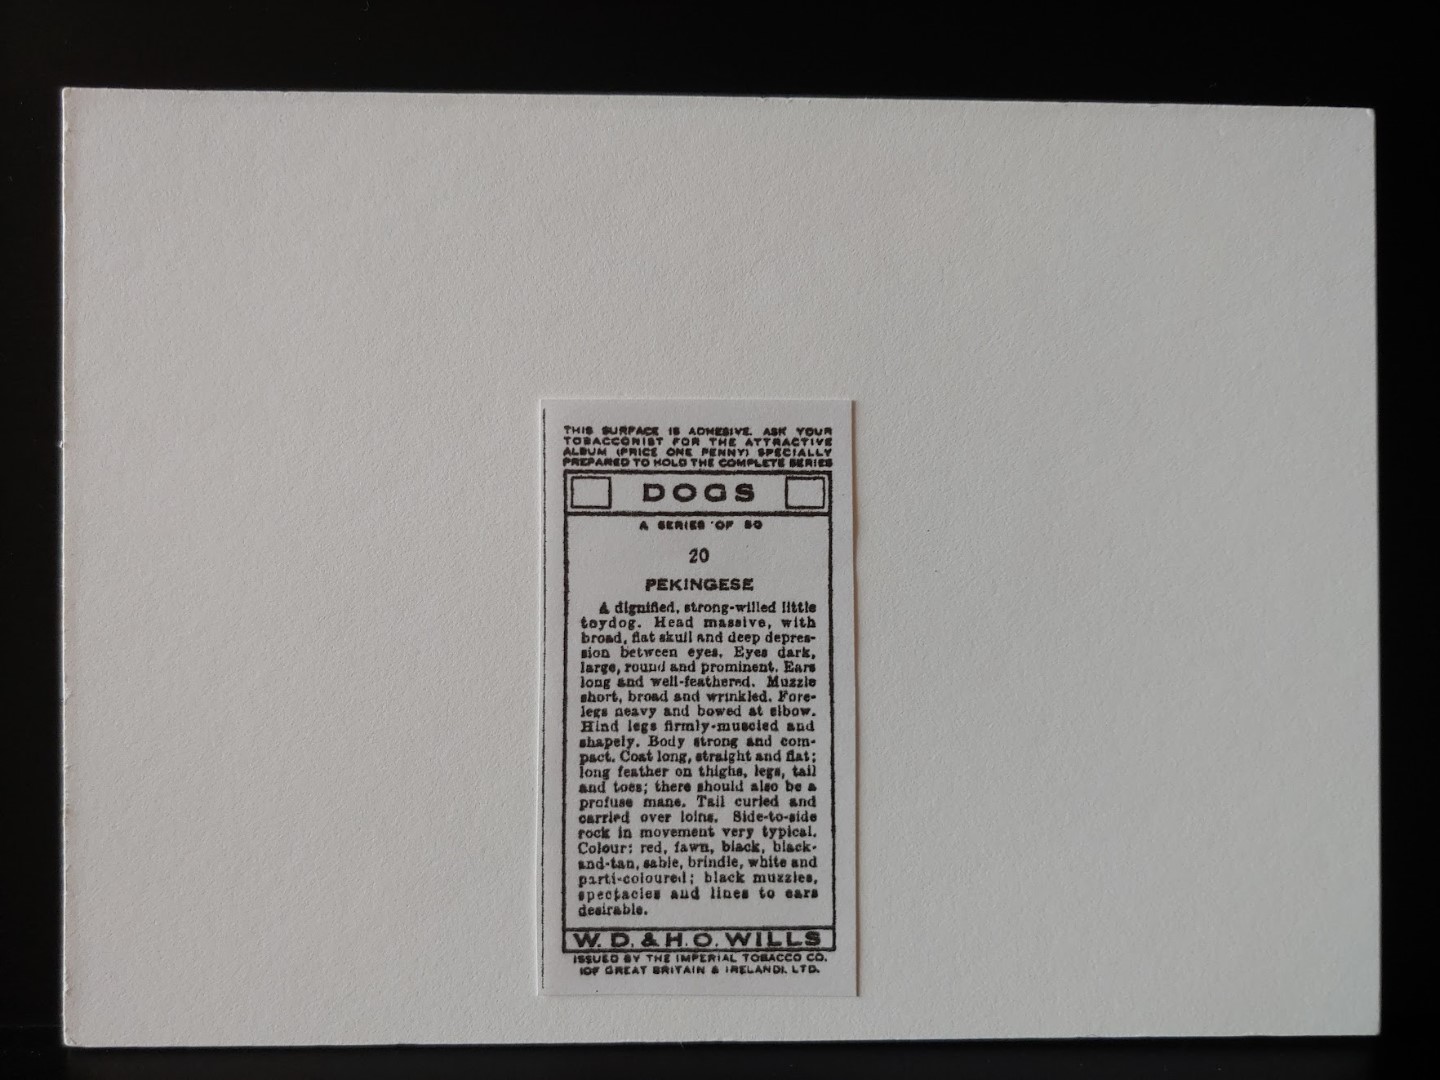 THIS SURFACE IS ADHESIVE. ASK YOUR
TOBACCONIST FOR THE ATTRACTIVE
ALBUM (PRICE ONE PENNY) SPECIALLY
PREPARED TO HOLD THE COMPLETE SERIES
DOGS
A SERIES OF 50
20
PEKINGESE
A dignified, strong-willed little
toydog. Head massive, with
broad, flat skull and deep depres-
sion between eyes. Eyes dark,
large, round and prominent. Ears
long and well-feathered. Muzzle
short, broad and wrinkled. Fore-
legs heavy and bowed at elbow.
Hind legs firmly-muscled and
shapely. Body strong and com-
pact. Coat long, straight and flat;
long feather on thighs, legs, tail
and toes; there should also be a
profuse mane. Tail curled and
carried over loins. Side-to-side
rock in movement very typical.
Colour: red, fawn, black, black-
and-tan, sable, brindle, white and
parti-coloured; black muzzles,
spectacles and lines to ears
desirable.
W. D. & H. O. WILLS
ISSUED BY THE IMPERIAL TOBACCO CO.
(OF GREAT BRITAIN & IRELAND), LTD.